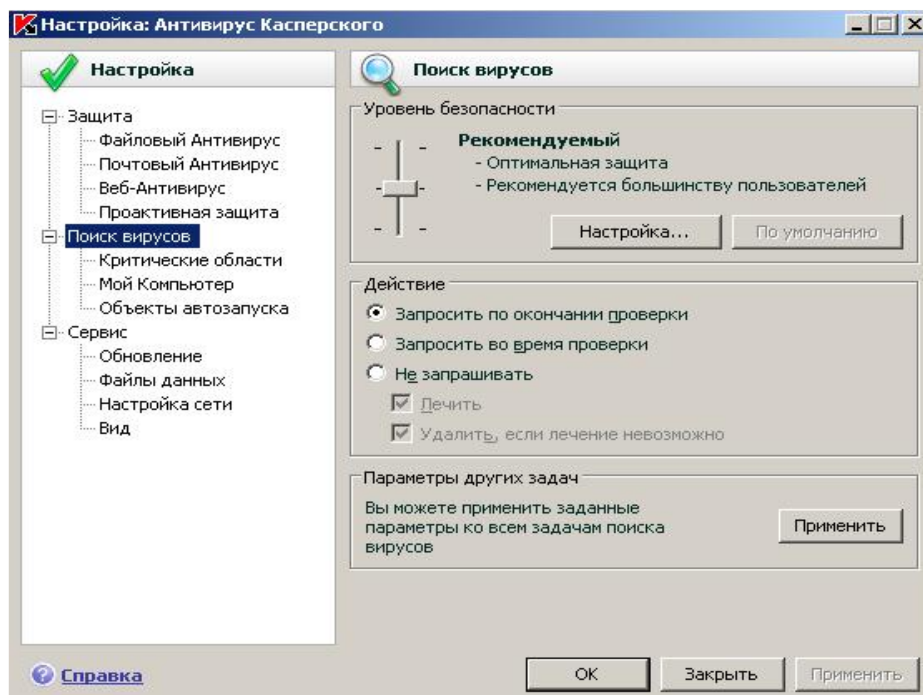 Настройка: Антивирус Касперского
Настройка
Защита
Файловый Антивирус
Почтовый Антивирус
Веб-Антивирус
Проактивная защита
Поиск вирусов
Критические области
Мой Компьютер
Объекты автозапуска
Сервис
Обновление
Файлы данных
Настройка сети
Вид
Поиск вирусов
Уровень безопасности
Рекомендуемый
- Оптимальная защита
- Рекомендуется большинству пользователей
Настройка...
По умолчанию
Действие
Запросить по окончании проверки
Запросить во время проверки
Не запрашивать
Лечить
Удалить, если лечение невозможно
Параметры других задач
Вы можете применить заданные
параметры ко всем задачам поиска
вирусов
Применить
Справка
ОК
Закрыть
Применить